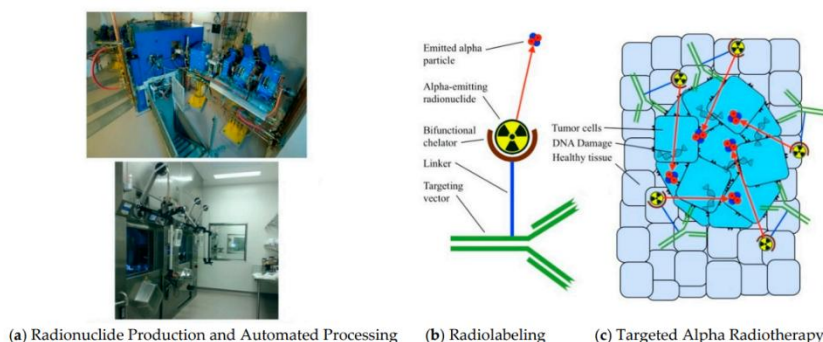 Emitted alpha
particle
Alpha-emitting
radionuclide
Bifunctional
chelator
Linker
Targeting
vector
Tumor cells
DNA Damage
Healthy tissue
(a) Radionuclide Production and Automated Processing
(b) Radiolabeling
(c) Targeted Alpha Radiotherapy